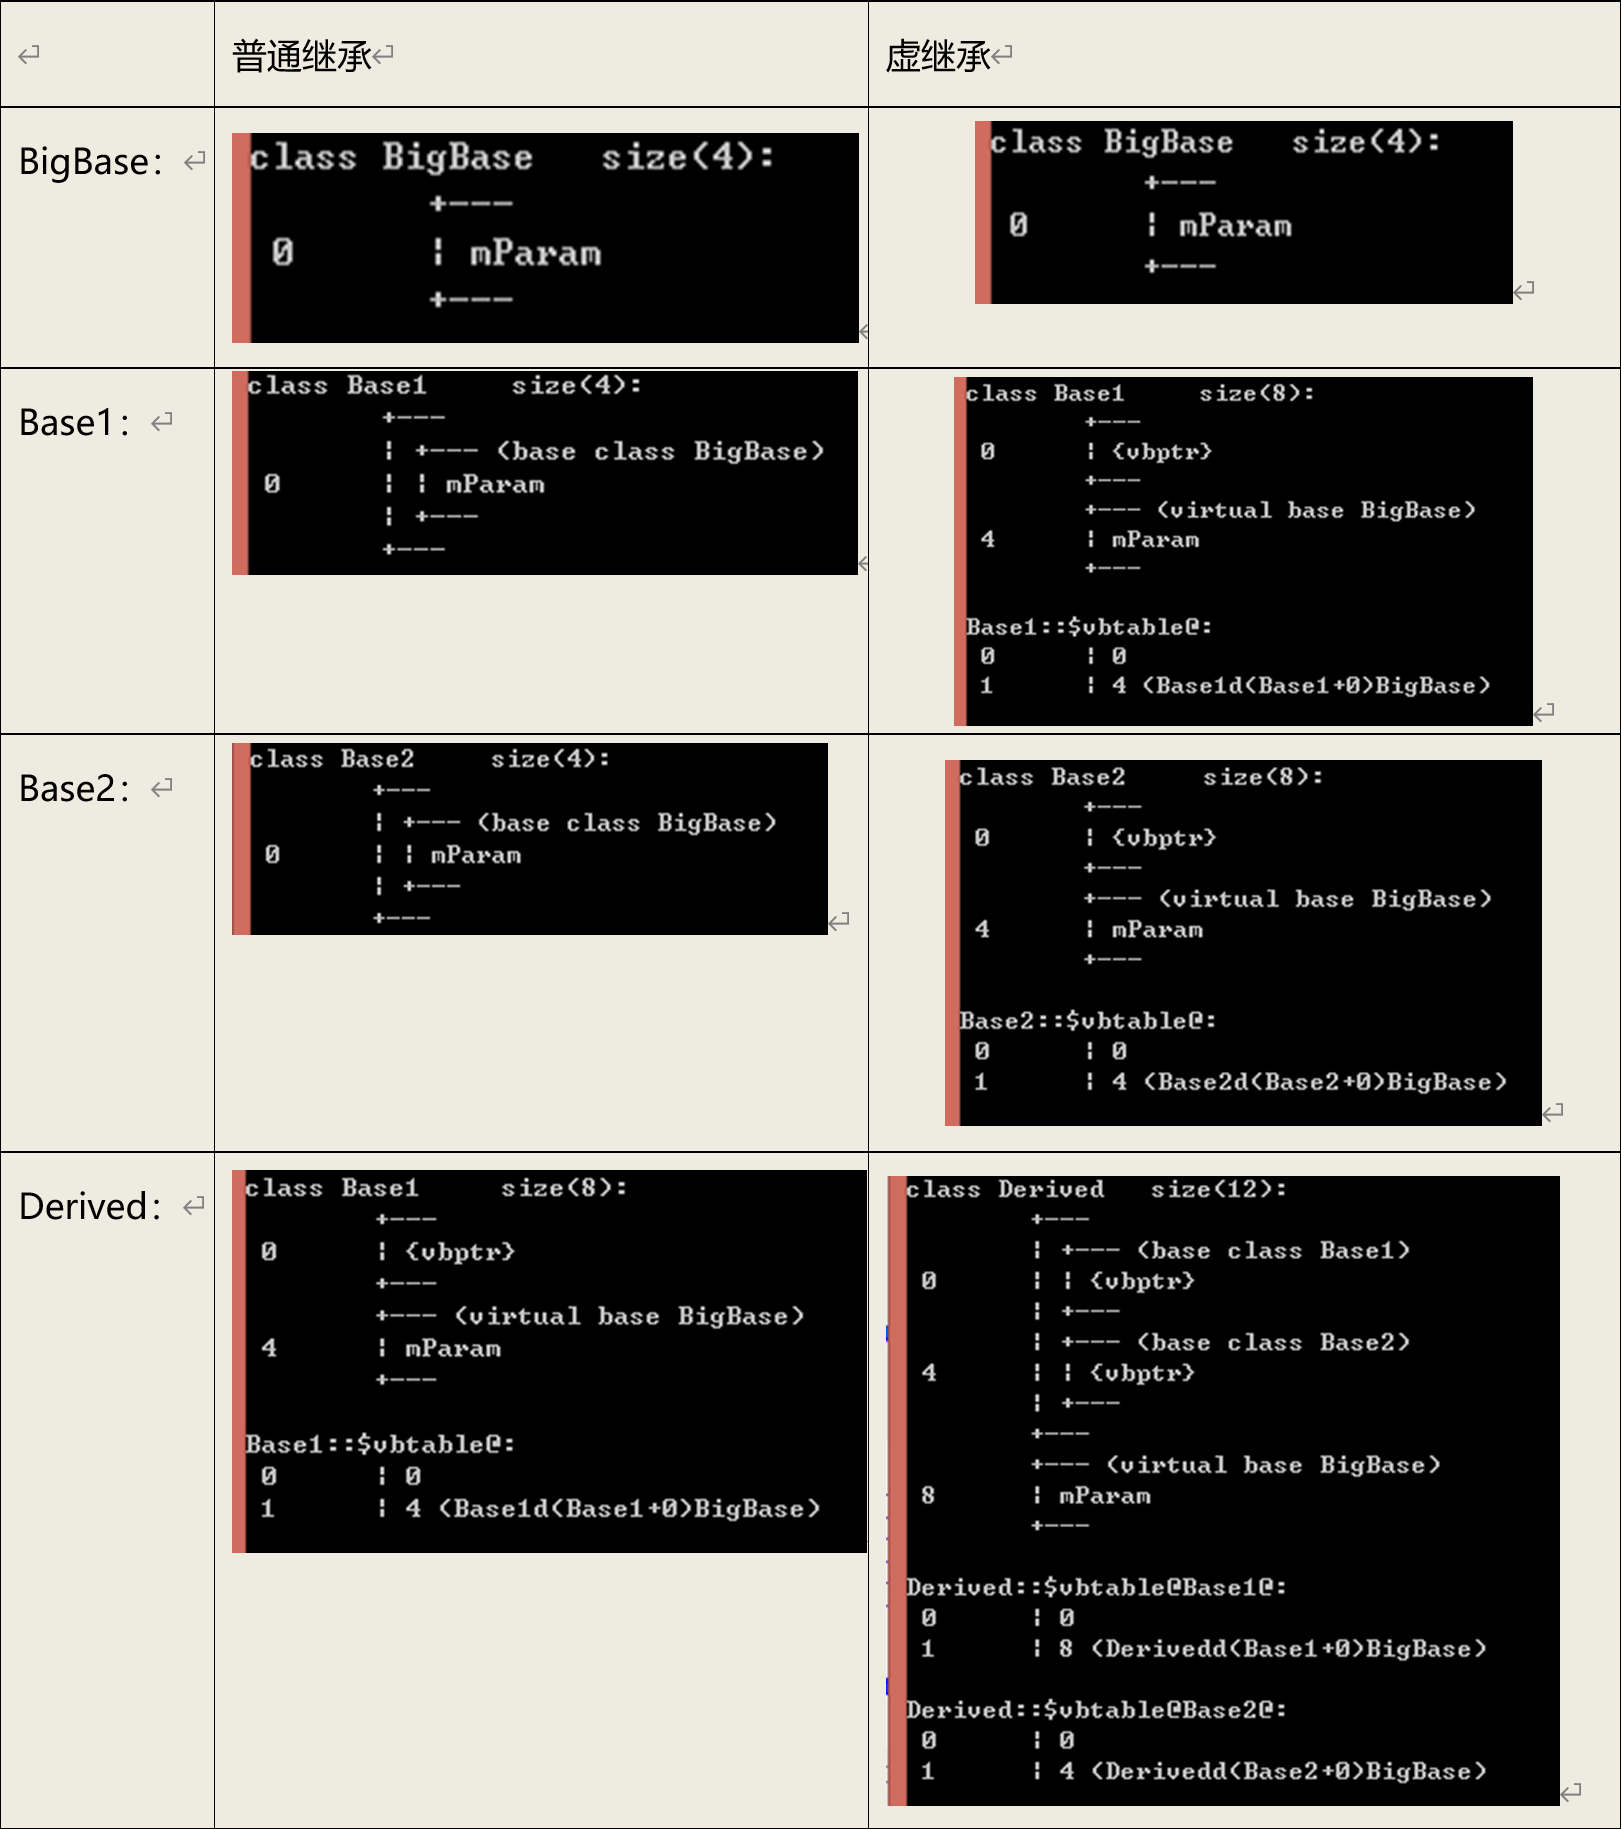 普通继承
虚继承
BigBase：
class BigBase   size(4):
+---
0 | mParam
+---
class BigBase   size(4):
+---
0 | mParam
+---
Base1：
class Base1     size(4):
+---
| +--- (base class BigBase)
0 | | mParam
| +---
+---
class Base1     size(8):
+---
0 | {vbptr}
+---
+--- (virtual base BigBase)
4 | mParam
+---
Base1::$vbtable@:
0 | 0
1 | 4 (Base1d(Base1+0)BigBase)
Base2：
class Base2     size(4):
+---
| +--- (base class BigBase)
0 | | mParam
| +---
+---
class Base2     size(8):
+---
0 | {vbptr}
+---
+--- (virtual base BigBase)
4 | mParam
+---
Base2::$vbtable@:
0 | 0
1 | 4 (Base2d(Base2+0)BigBase)
Derived：
class Base1     size(8):
+---
0 | {vbptr}
+---
+--- (virtual base BigBase)
4 | mParam
+---
Base1::$vbtable@:
0 | 0
1 | 4 (Base1d(Base1+0)BigBase)
class Derived   size(12):
+---
| +--- (base class Base1)
0 | | {vbptr}
| +---
| +--- (base class Base2)
4 | | {vbptr}
| +---
+---
+--- (virtual base BigBase)
8 | mParam
+---
Derived::$vbtable@Base1@:
0 | 0
1 | 8 (Derivedd(Base1+0)BigBase)
Derived::$vbtable@Base2@:
0 | 0
1 | 4 (Derivedd(Base2+0)BigBase)